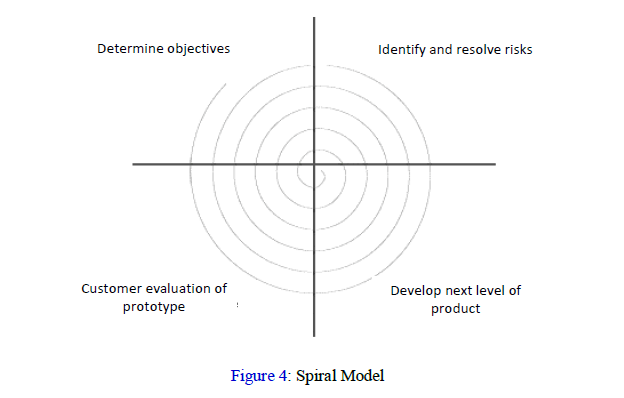 Determine objectives
Identify and resolve risks
Customer evaluation of
prototype
Develop next level of
product
Figure 4: Spiral Model